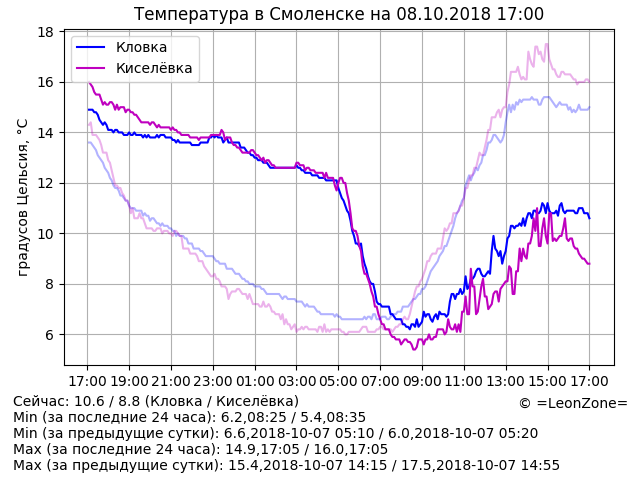 Температура в Смоленске на 08.10.2018 17:00
Кловка
Киселёвка
градусов Цельсия, °C
18
16
14
12
10
8
6
17:00 19:00 21:00 23:00 01:00 03:00 05:00 07:00 09:00 11:00 13:00 15:00 17:00
Сейчас: 10.6 / 8.8 (Кловка / Киселёвка)
© =LeonZone=
Min (за последние 24 часа): 6.2,08:25 / 5.4,08:35
Min (за предыдущие сутки): 6.6,2018-10-07 05:10 / 6.0,2018-10-07 05:20
Max (за последние 24 часа): 14.9,17:05 / 16.0,17:05
Max (за предыдущие сутки): 15.4,2018-10-07 14:15 / 17.5,2018-10-07 14:55